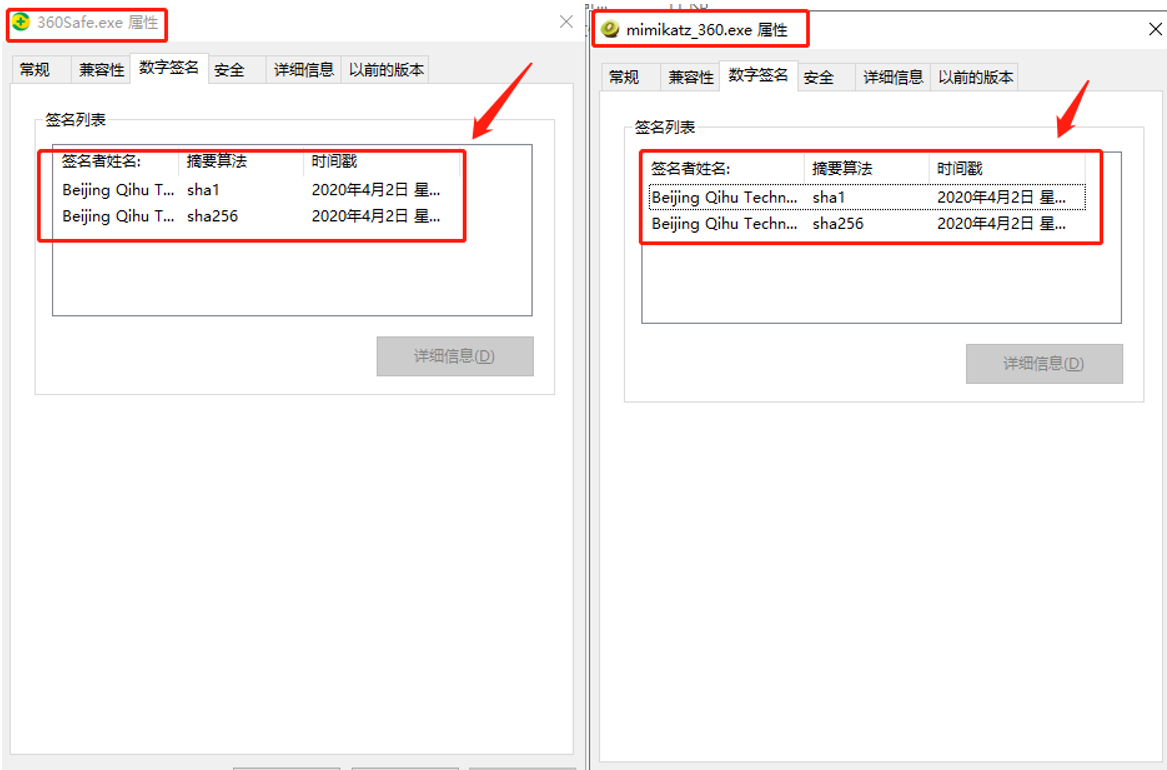 360Safe.exe 属性
常规 兼容性 数字签名 安全 详细信息 以前的版本
签名列表
签名者姓名: 摘要算法 时间戳
Beijing Qihu T... sha1 2020年4月2日 星...
Beijing Qihu T... sha256 2020年4月2日 星...
详细信息(D)
mimikatz_360.exe 属性
常规 兼容性 数字签名 安全 详细信息 以前的版本
签名列表
签名者姓名: 摘要算法 时间戳
Beijing Qihu Techn... sha1 2020年4月2日 星...
Beijing Qihu Techn... sha256 2020年4月2日 星...
详细信息(D)